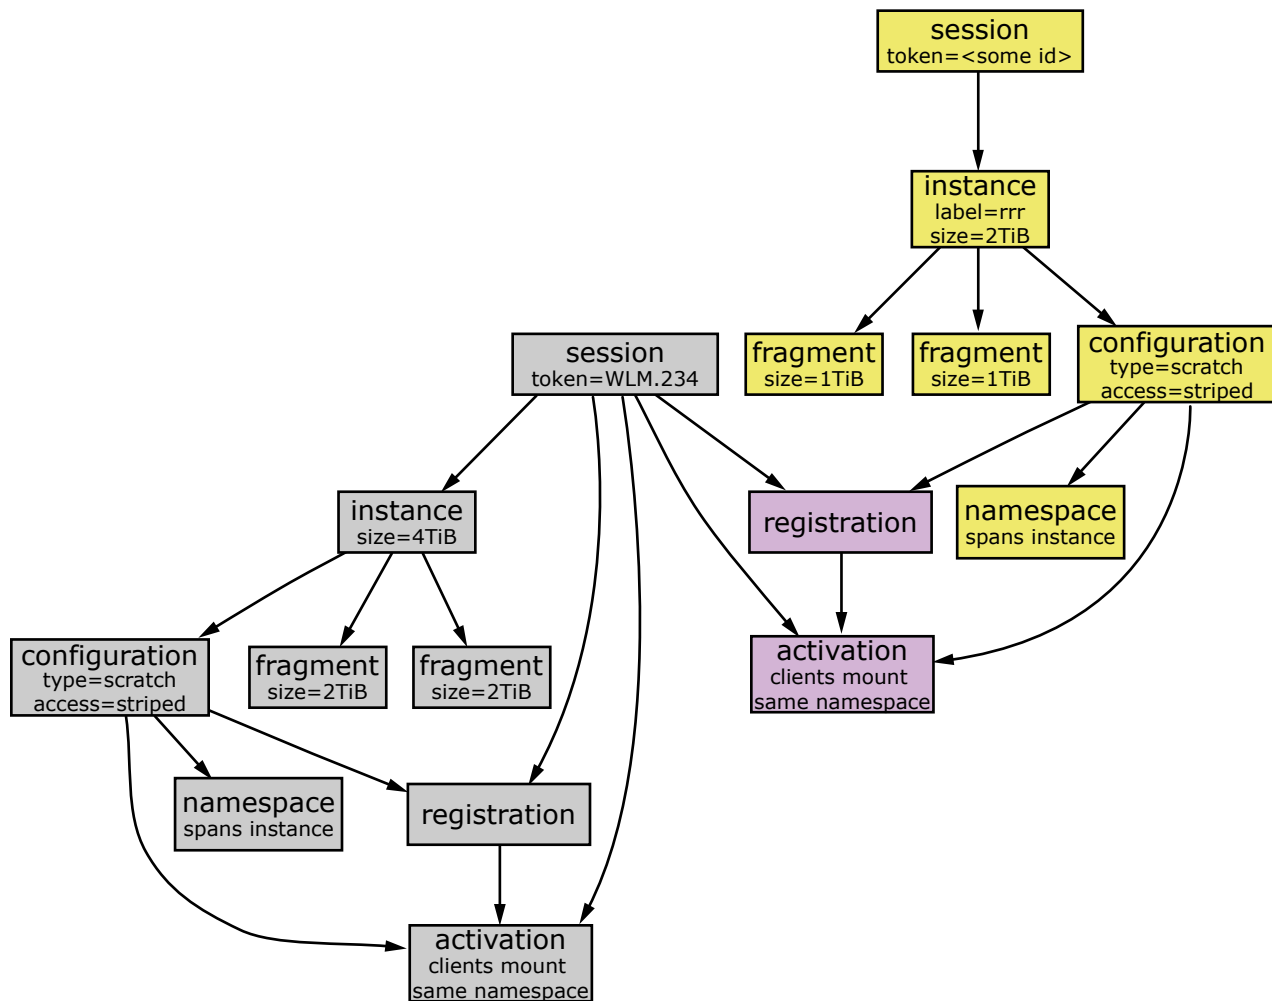 session
token=<some id>
instance
label=rrr
size=2TiB
fragment
size=1TiB
fragment
size=1TiB
configuration
type=scratch
access=striped
session
token=WLM.234
instance
size=4TiB
registration
namespace
spans instance
configuration
type=scratch
access=striped
fragment
size=2TiB
fragment
size=2TiB
activation
clients mount
same namespace
namespace
spans instance
registration
activation
clients mount
same namespace